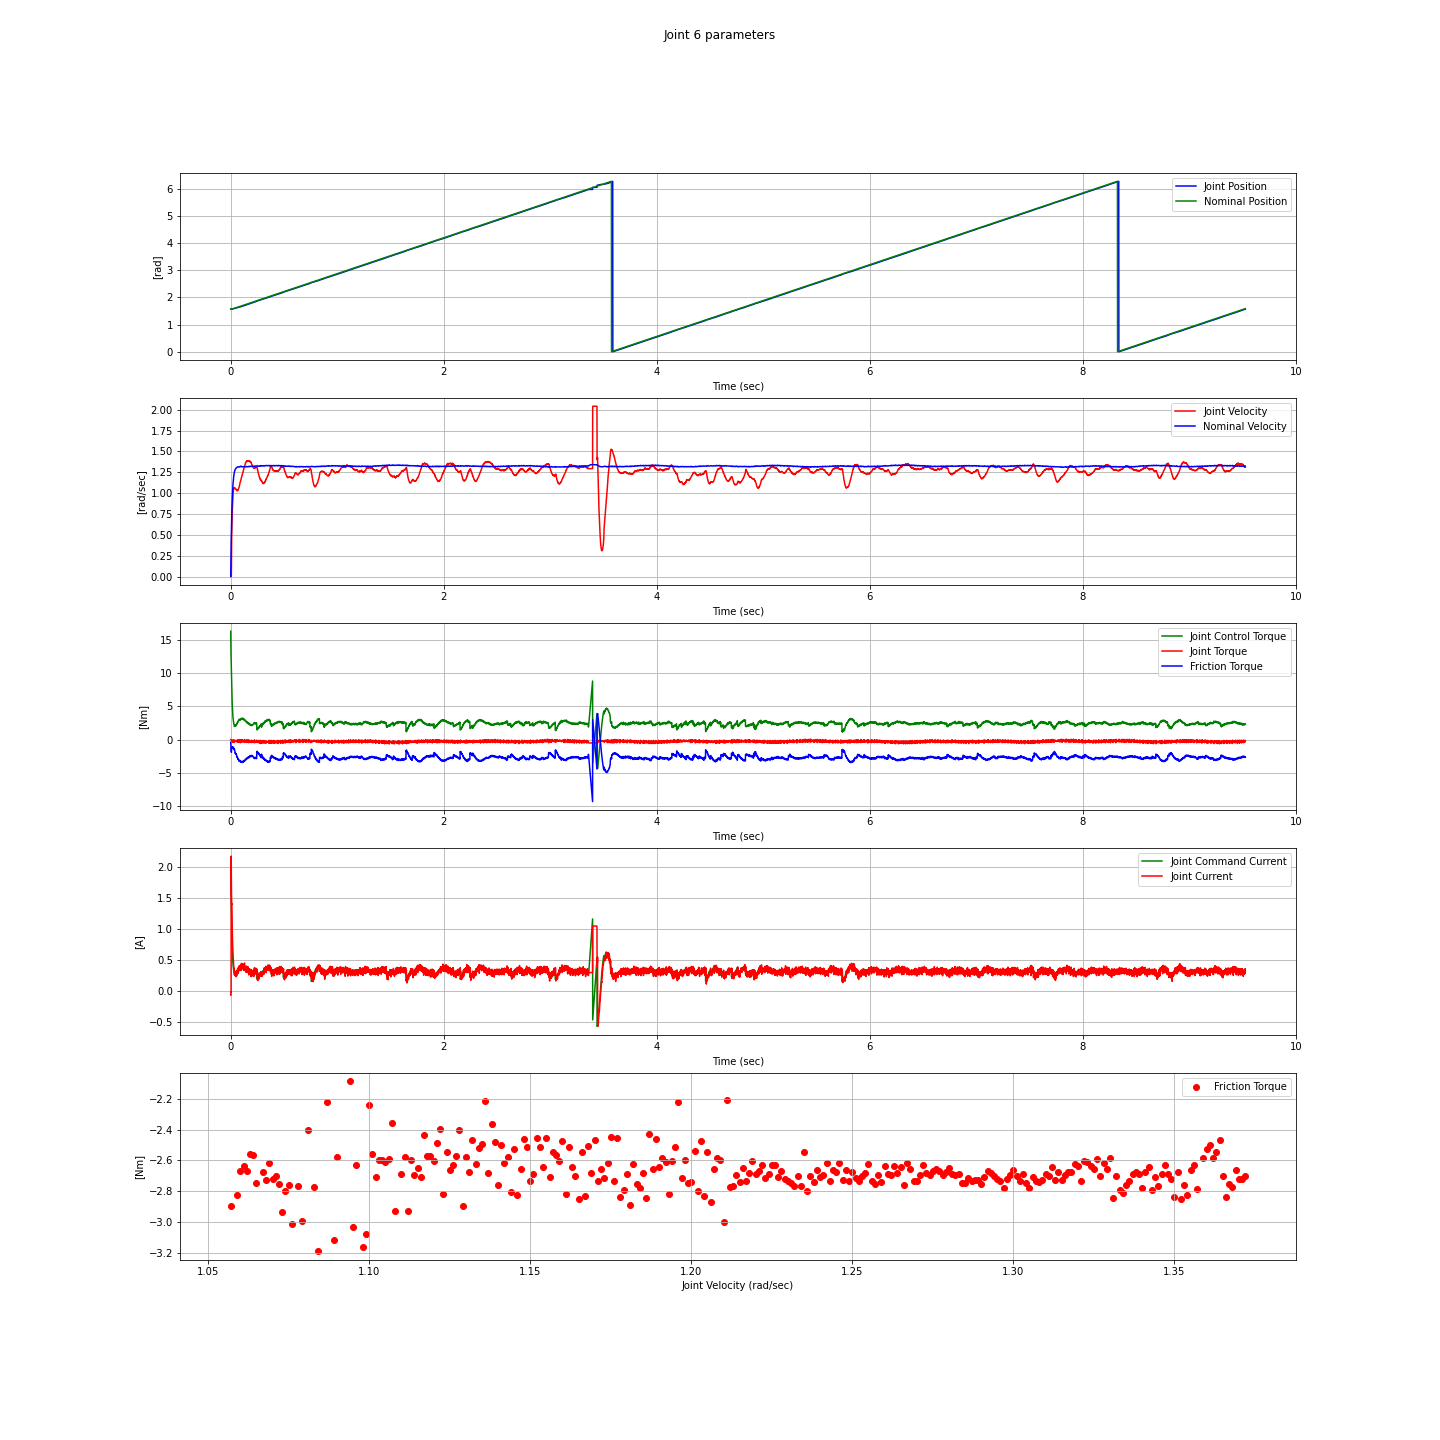 Joint 6 parameters
6
5
4
3
2
1
0
[rad]
Joint Position
Nominal Position
0 2 4 6 8 10
Time (sec)
2.00
1.75
1.50
1.25
1.00
0.75
0.50
0.25
0.00
[rad/sec]
Joint Velocity
Nominal Velocity
0 2 4 6 8 10
Time (sec)
15
10
5
0
−5
−10
[Nm]
Joint Control Torque
Joint Torque
Friction Torque
0 2 4 6 8 10
Time (sec)
2.0
1.5
1.0
0.5
0.0
−0.5
[A]
Joint Command Current
Joint Current
0 2 4 6 8 10
Time (sec)
−2.2
−2.4
−2.6
−2.8
−3.0
−3.2
[Nm]
Friction Torque
1.05 1.10 1.15 1.20 1.25 1.30 1.35
Joint Velocity (rad/sec)